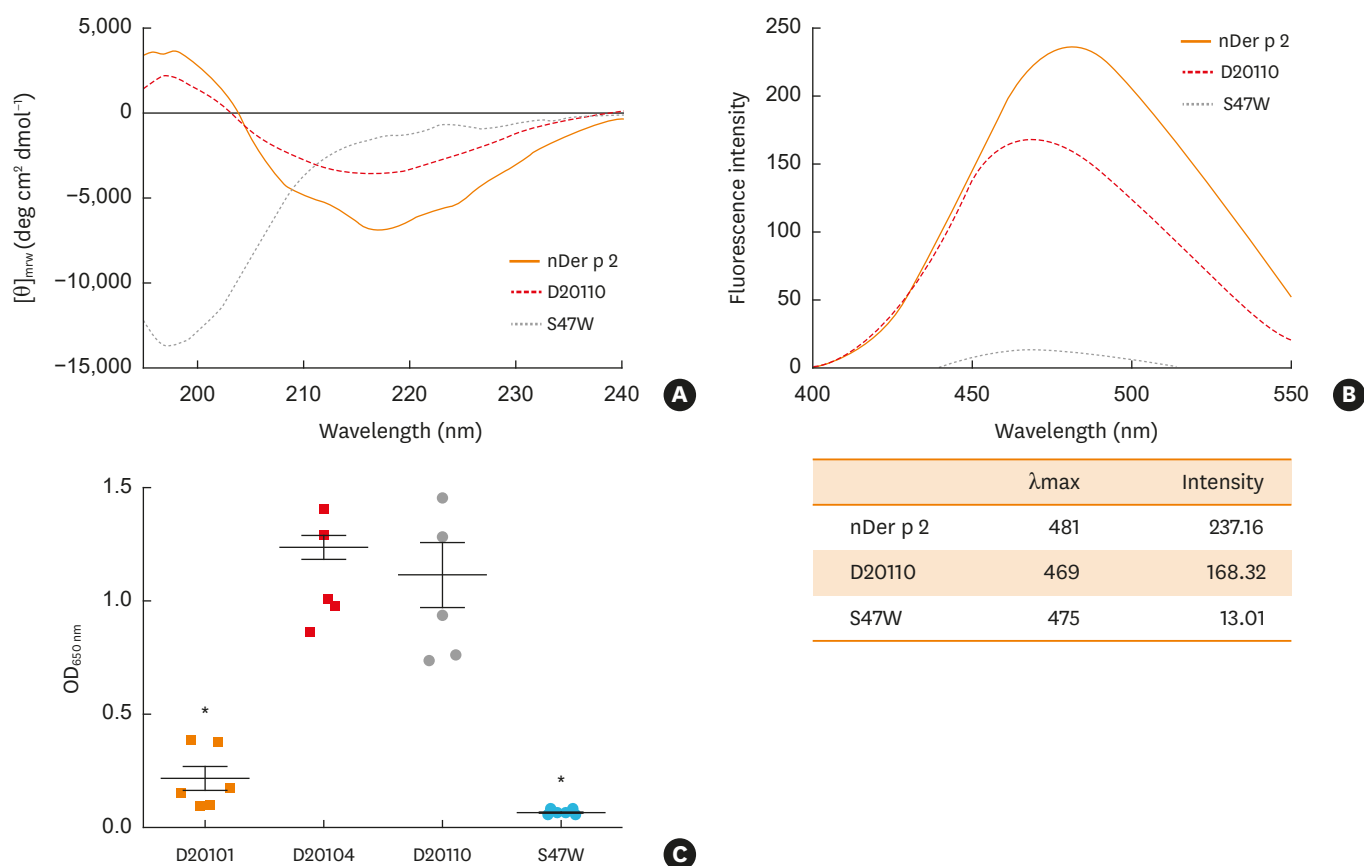 5,000
0
−5,000
−10,000
−15,000
[θ]mrw (deg cm² dmol⁻¹)
200
210
220
230
240
Wavelength (nm)
nDer p 2
D20110
S47W
A
250
200
150
100
50
0
Fluorescence intensity
400
450
500
550
Wavelength (nm)
nDer p 2
D20110
S47W
B
λmax Intensity
nDer p 2 481 237.16
D20110 469 168.32
S47W 475 13.01
1.5
1.0
0.5
0.0
OD650 nm
*
*
D20101
D20104
D20110
S47W
C